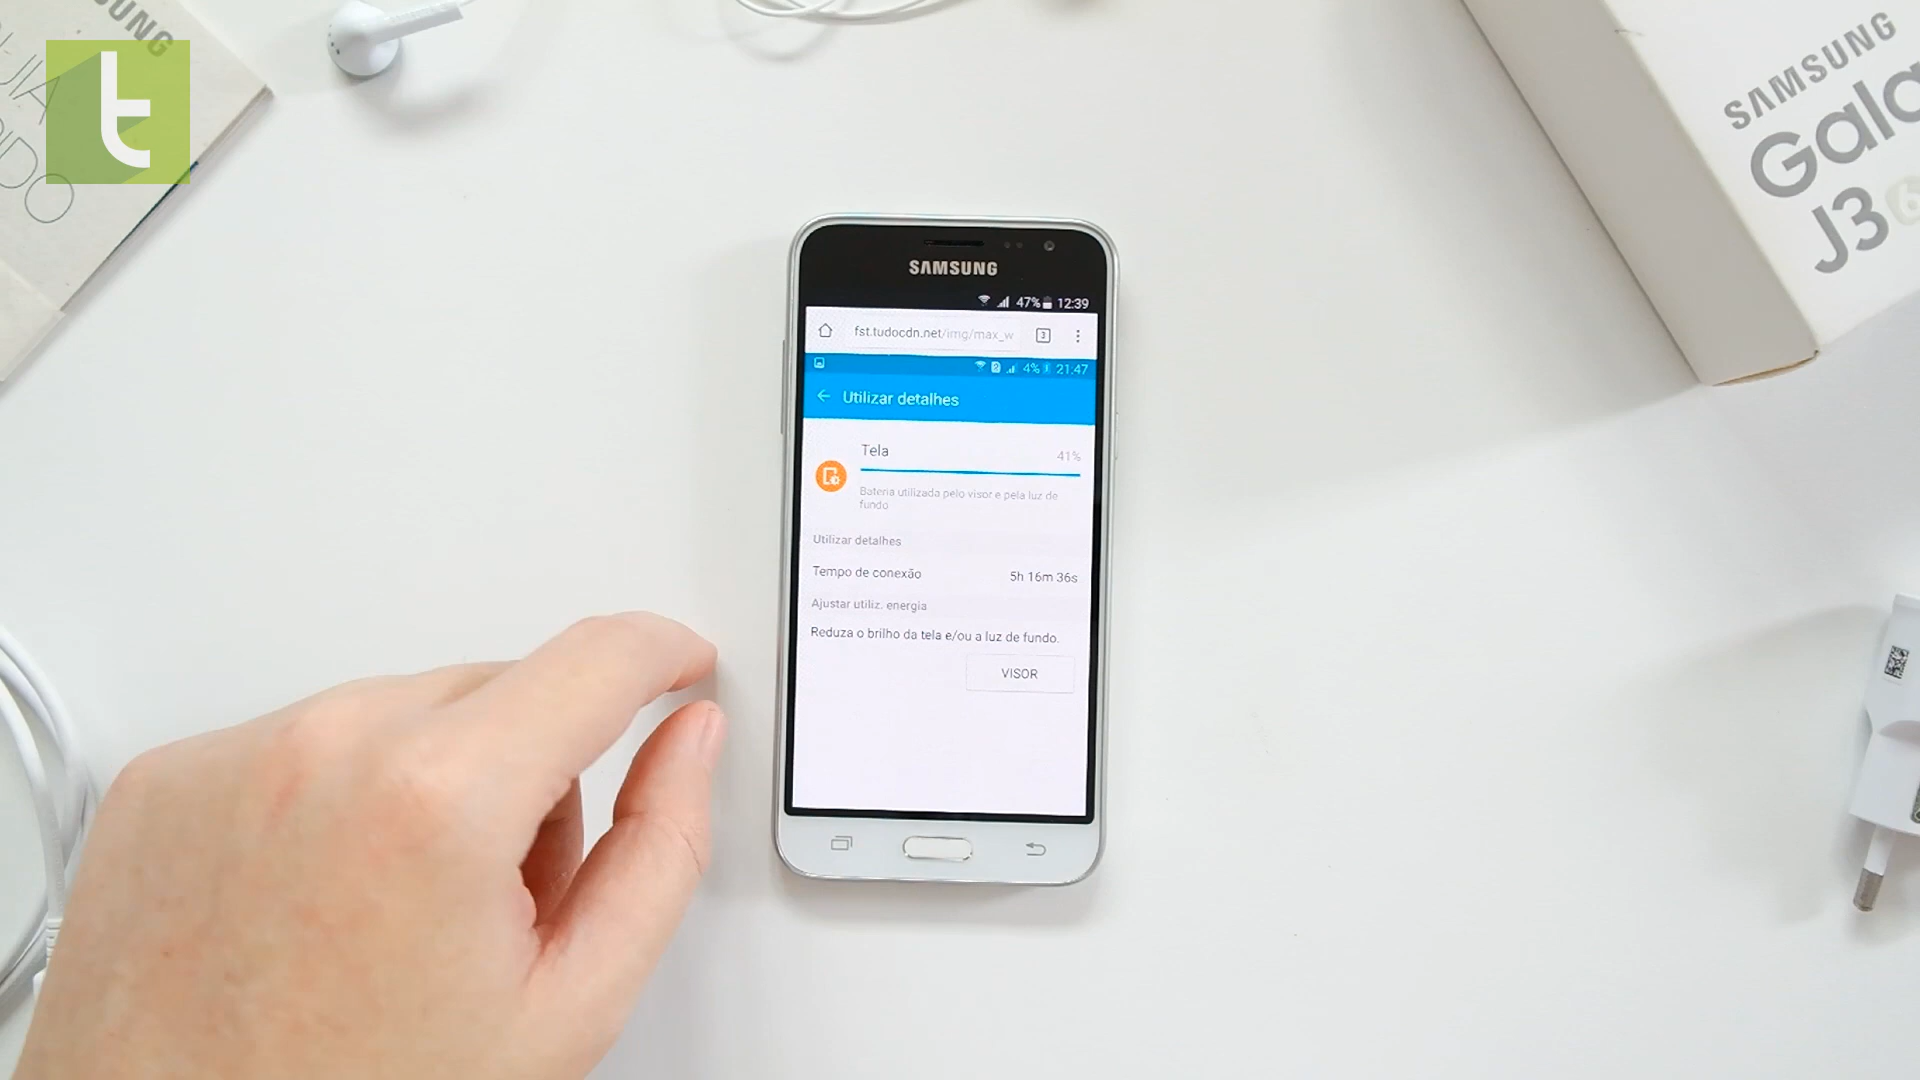 SAMSUNG
47% 12:39
fst.tudocdn.net/img/max_w
3
4% 21:47
Utilizar detalhes
Tela
41%
Bateria utilizada pelo visor e pela luz de
fundo
Utilizar detalhes
Tempo de conexão
5h 16m 36s
Ajustar utiliz. energia
Reduza o brilho da tela e/ou a luz de fundo.
VISOR
SAMSUNG
Gala
J3 6
t